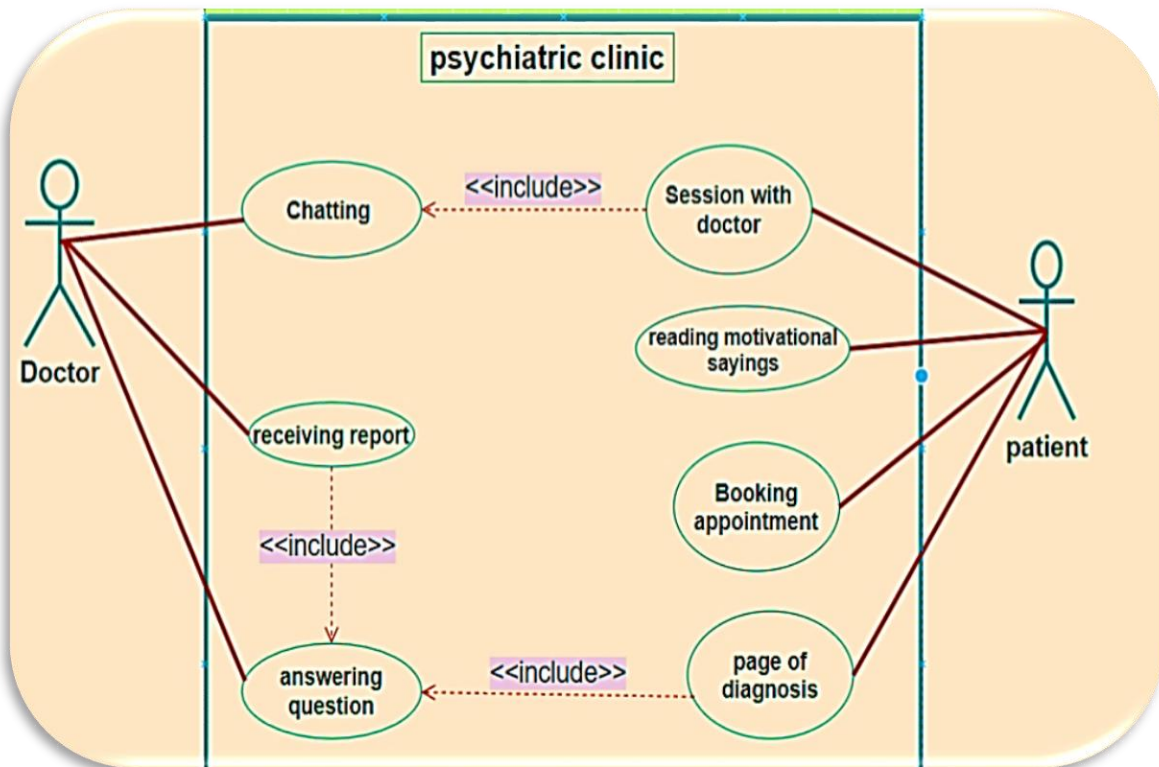 psychiatric clinic
Chatting
<<include>>
Session with
doctor
Doctor
reading motivational
sayings
patient
receiving report
Booking
appointment
<<include>>
answering
question
<<include>>
page of
diagnosis